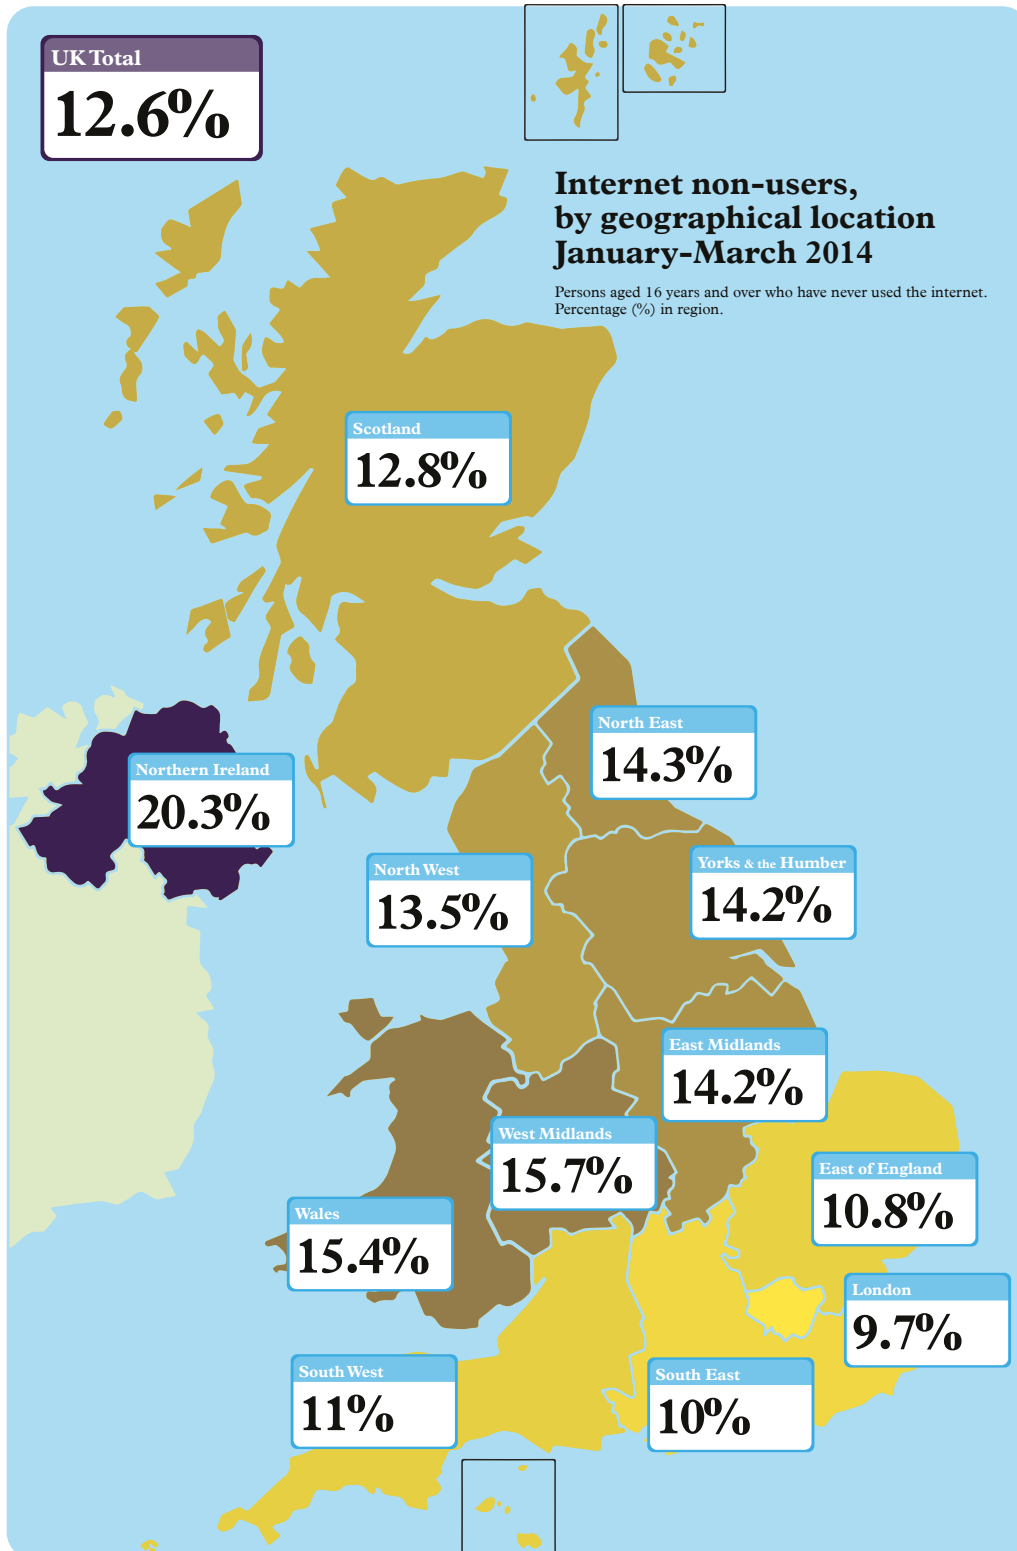 UK Total
12.6%
Internet non-users,
by geographical location
January-March 2014
Persons aged 16 years and over who have never used the internet.
Percentage (%) in region.
Scotland
12.8%
North East
14.3%
Northern Ireland
20.3%
Yorks & the Humber
14.2%
North West
13.5%
East Midlands
14.2%
West Midlands
15.7%
East of England
10.8%
Wales
15.4%
London
9.7%
South West
11%
South East
10%